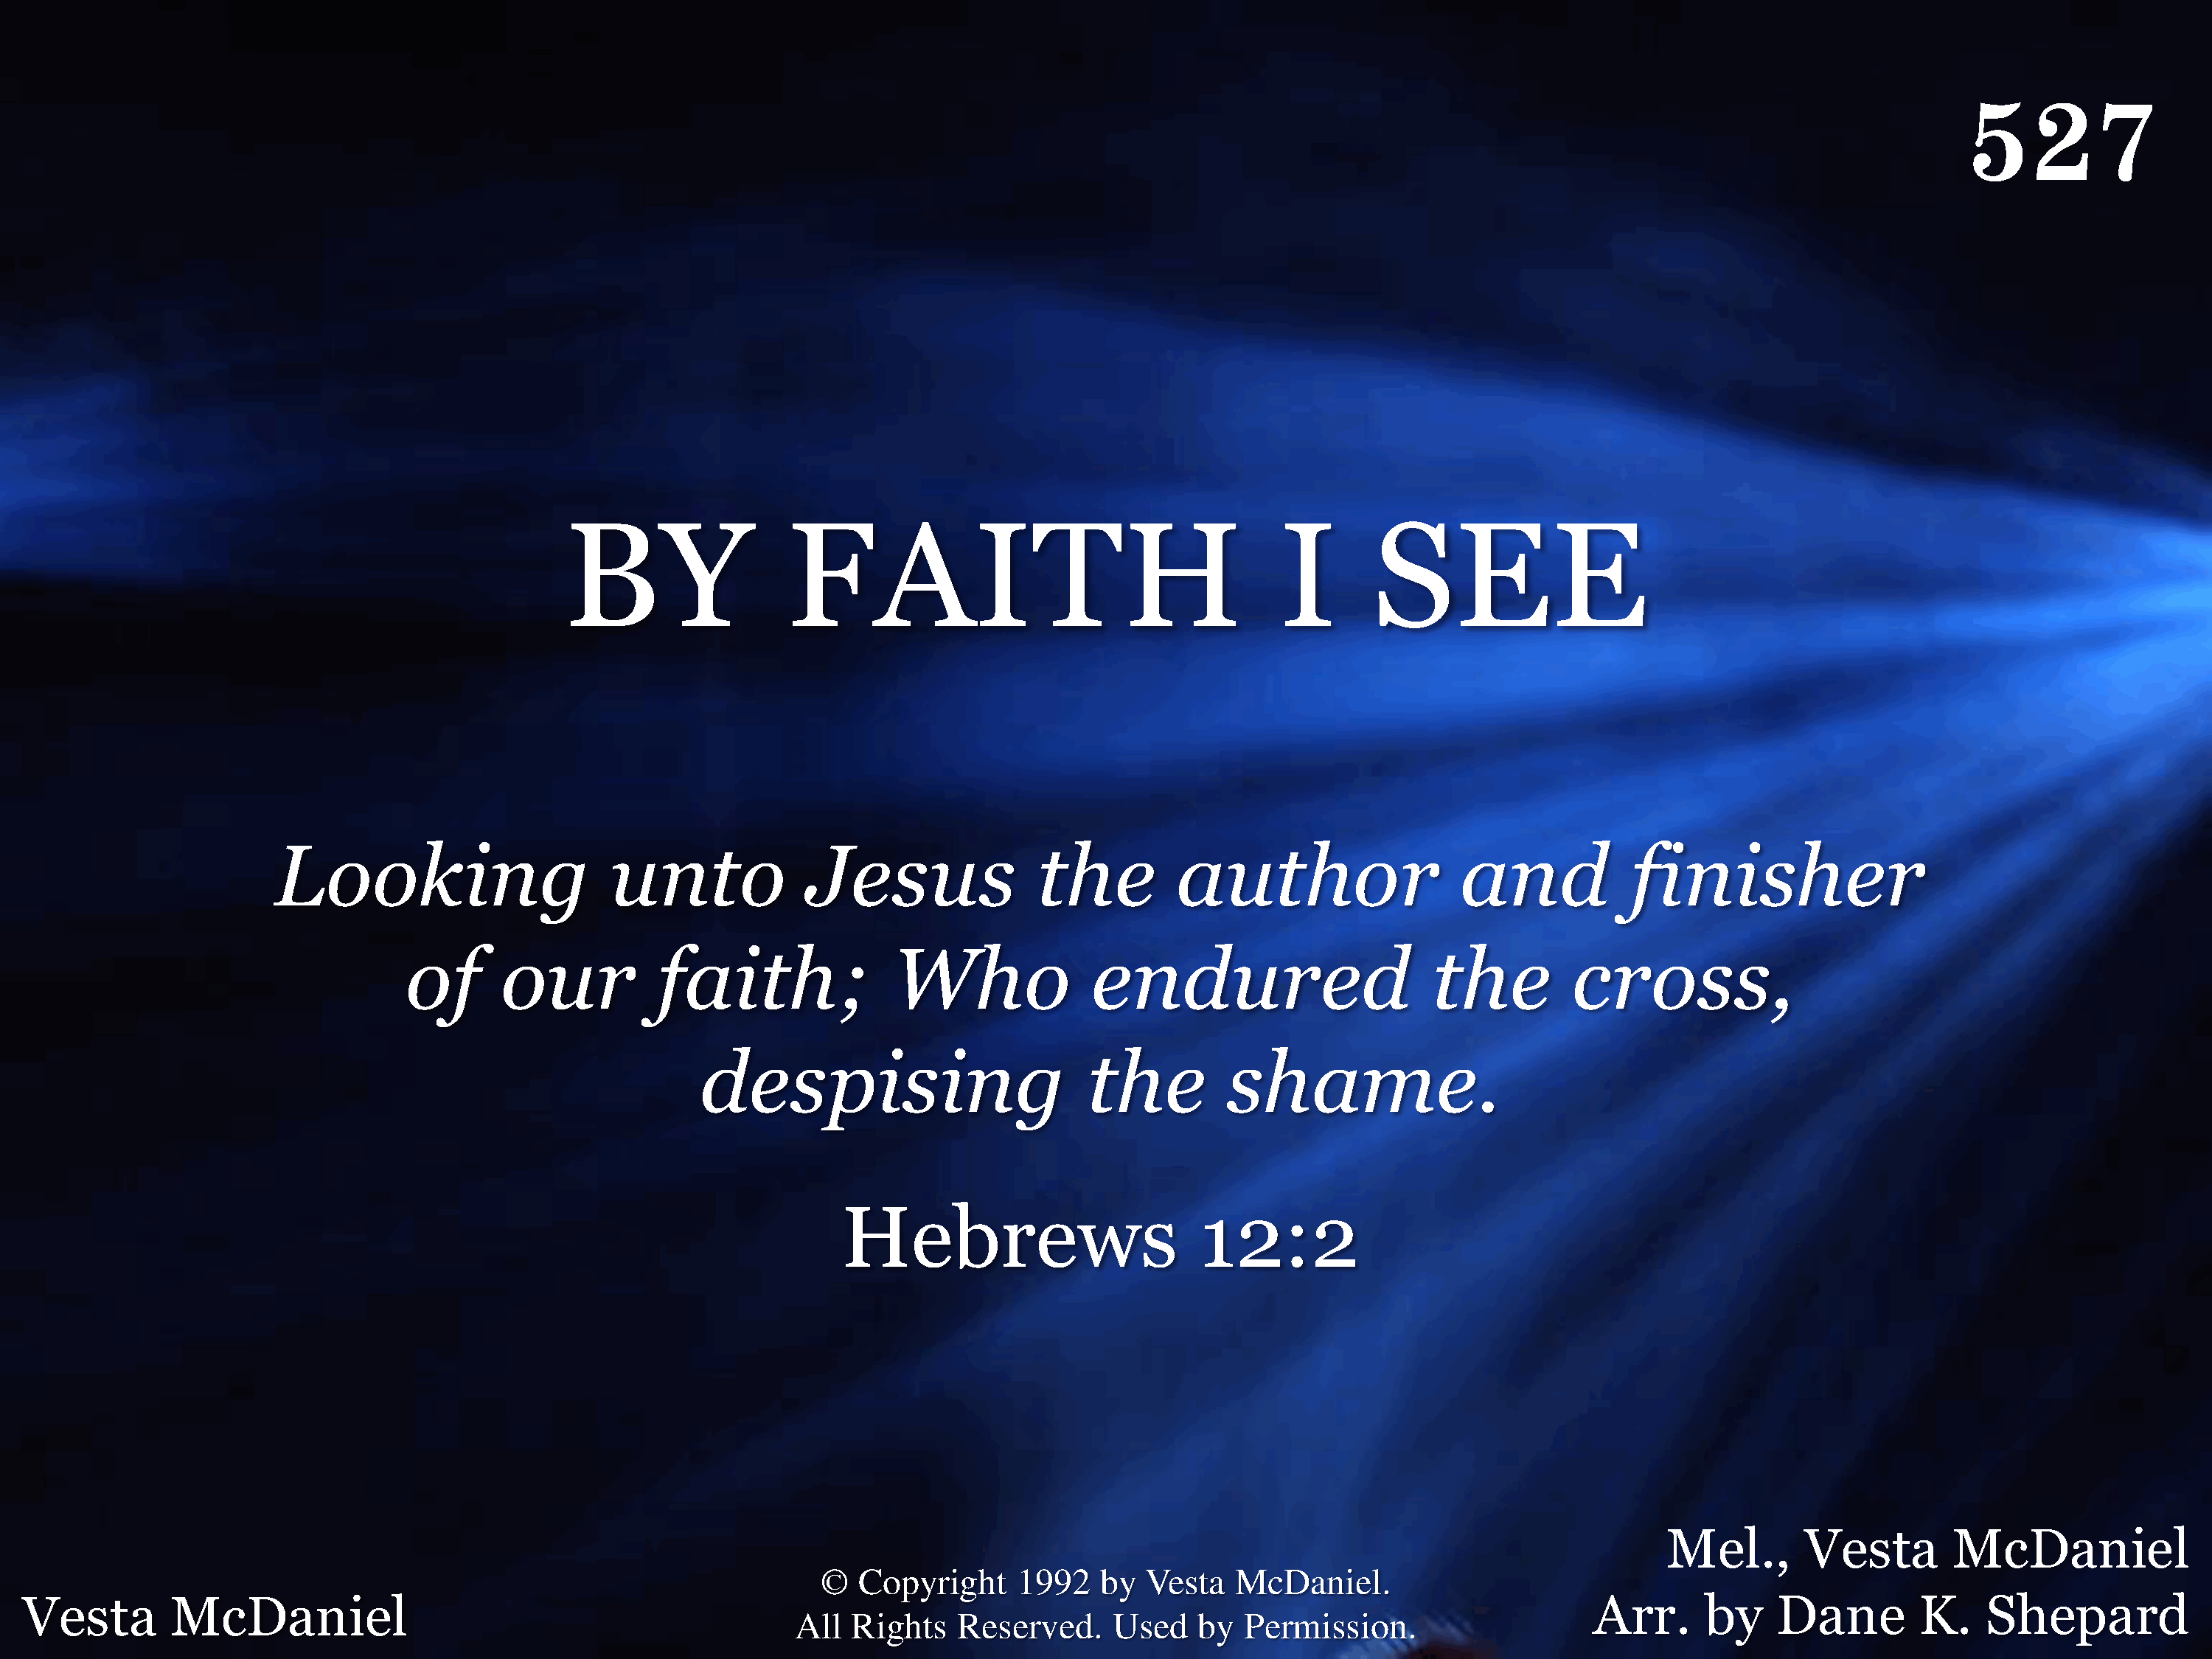 527
BY FAITH I SEE
Looking unto Jesus the author and finisher
of our faith; Who endured the cross,
despising the shame.
Hebrews 12:2
Vesta McDaniel
© Copyright 1992 by Vesta McDaniel.
All Rights Reserved. Used by Permission.
Mel., Vesta McDaniel
Arr. by Dane K. Shepard